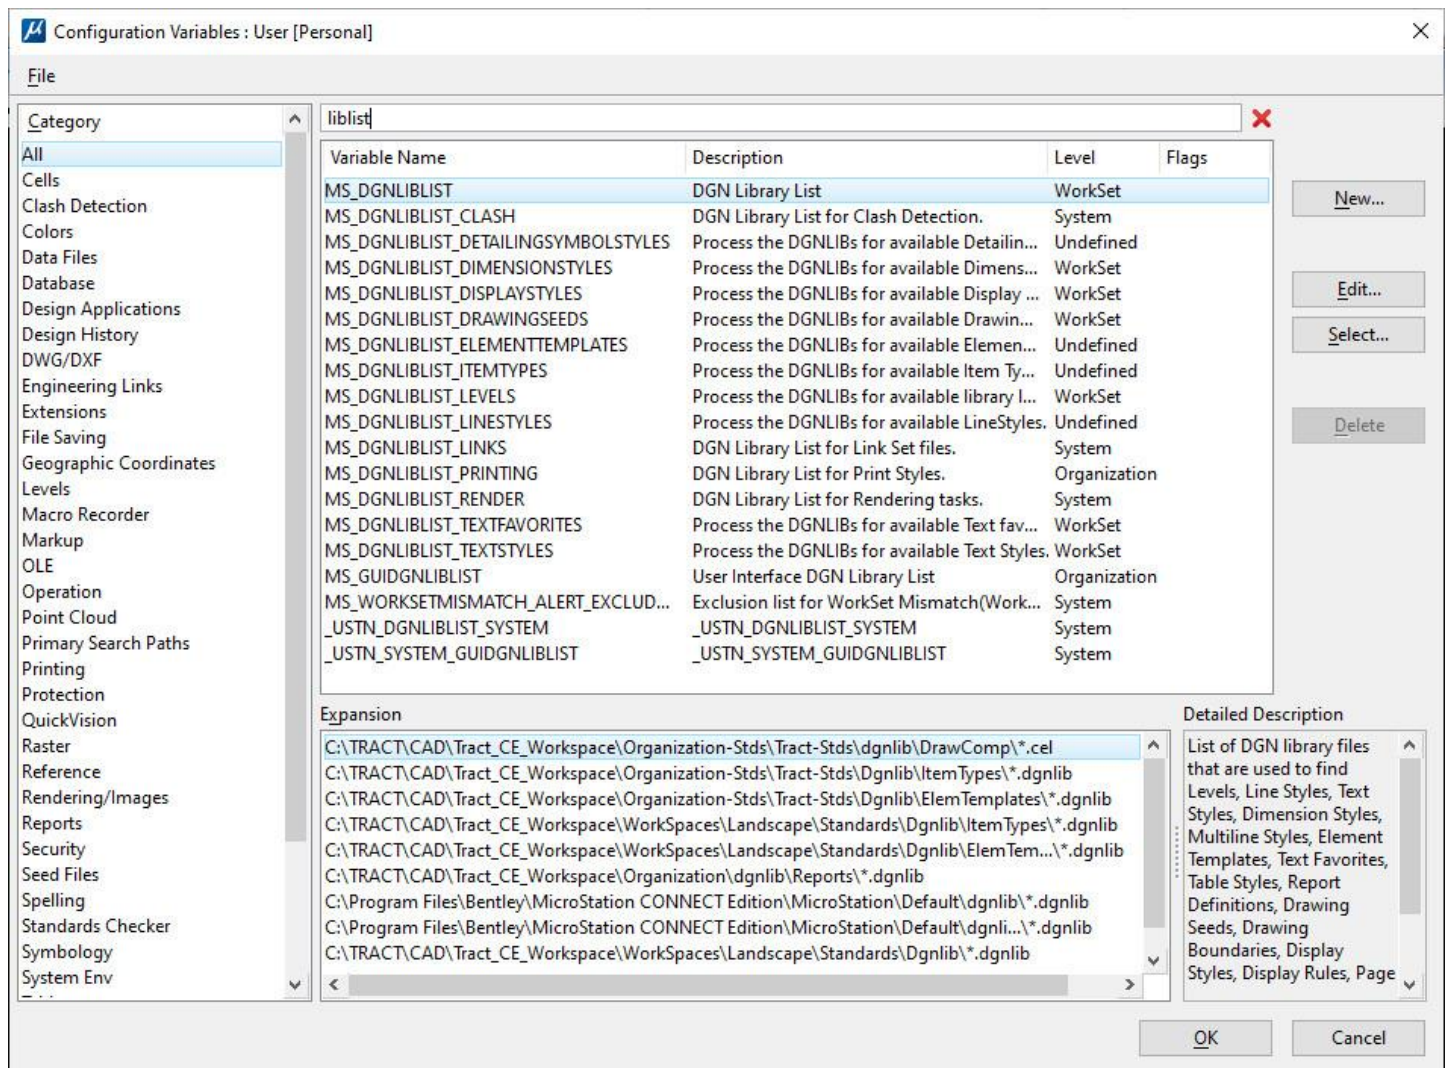 Configuration Variables : User [Personal]
File
Category
All
Cells
Clash Detection
Colors
Data Files
Database
Design Applications
Design History
DWG/DXF
Engineering Links
Extensions
File Saving
Geographic Coordinates
Levels
Macro Recorder
Markup
OLE
Operation
Point Cloud
Primary Search Paths
Printing
Protection
QuickVision
Raster
Reference
Rendering/Images
Reports
Security
Seed Files
Spelling
Standards Checker
Symbology
System Env
liblist
Variable Name Description Level Flags
MS_DGNLIBLIST DGN Library List WorkSet
MS_DGNLIBLIST_CLASH DGN Library List for Clash Detection. System
MS_DGNLIBLIST_DETAILINGSYMBOLSTYLES Process the DGNLIBs for available Detailin... Undefined
MS_DGNLIBLIST_DIMENSIONSTYLES Process the DGNLIBs for available Dimens... WorkSet
MS_DGNLIBLIST_DISPLAYSTYLES Process the DGNLIBs for available Display ... WorkSet
MS_DGNLIBLIST_DRAWINGSEEDS Process the DGNLIBs for available Drawin... WorkSet
MS_DGNLIBLIST_ELEMENTTEMPLATES Process the DGNLIBs for available Elemen... Undefined
MS_DGNLIBLIST_ITEMTYPES Process the DGNLIBs for available Item Ty... Undefined
MS_DGNLIBLIST_LEVELS Process the DGNLIBs for available library l... WorkSet
MS_DGNLIBLIST_LINESTYLES Process the DGNLIBs for available LineStyles. Undefined
MS_DGNLIBLIST_LINKS DGN Library List for Link Set files. System
MS_DGNLIBLIST_PRINTING DGN Library List for Print Styles. Organization
MS_DGNLIBLIST_RENDER DGN Library List for Rendering tasks. System
MS_DGNLIBLIST_TEXTFAVORITES Process the DGNLIBs for available Text fav... WorkSet
MS_DGNLIBLIST_TEXTSTYLES Process the DGNLIBs for available Text Styles. WorkSet
MS_GUIDGNLIBLIST User Interface DGN Library List Organization
MS_WORKSETMISMATCH_ALERT_EXCLUD... Exclusion list for WorkSet Mismatch(Work... System
_USTN_DGNLIBLIST_SYSTEM _USTN_DGNLIBLIST_SYSTEM System
_USTN_SYSTEM_GUIDGNLIBLIST _USTN_SYSTEM_GUIDGNLIBLIST System
New...
Edit...
Select...
Delete
Expansion
C:\TRACT\CAD\Tract_CE_Workspace\Organization-Stds\Tract-Stds\dgnlib\DrawComp\*.cel
C:\TRACT\CAD\Tract_CE_Workspace\Organization-Stds\Tract-Stds\Dgnlib\ItemTypes\*.dgnlib
C:\TRACT\CAD\Tract_CE_Workspace\Organization-Stds\Tract-Stds\Dgnlib\ElemTemplates\*.dgnlib
C:\TRACT\CAD\Tract_CE_Workspace\WorkSpaces\Landscape\Standards\Dgnlib\ItemTypes\*.dgnlib
C:\TRACT\CAD\Tract_CE_Workspace\WorkSpaces\Landscape\Standards\Dgnlib\ElemTem...\*.dgnlib
C:\TRACT\CAD\Tract_CE_Workspace\Organization\dgnlib\Reports\*.dgnlib
C:\Program Files\Bentley\MicroStation CONNECT Edition\MicroStation\Default\dgnlib\*.dgnlib
C:\Program Files\Bentley\MicroStation CONNECT Edition\MicroStation\Default\dgnli...\*.dgnlib
C:\TRACT\CAD\Tract_CE_Workspace\WorkSpaces\Landscape\Standards\Dgnlib\*.dgnlib
Detailed Description
List of DGN library files
that are used to find
Levels, Line Styles, Text
Styles, Dimension Styles,
Multiline Styles, Element
Templates, Text Favorites,
Table Styles, Report
Definitions, Drawing
Seeds, Drawing
Boundaries, Display
Styles, Display Rules, Page
OK
Cancel